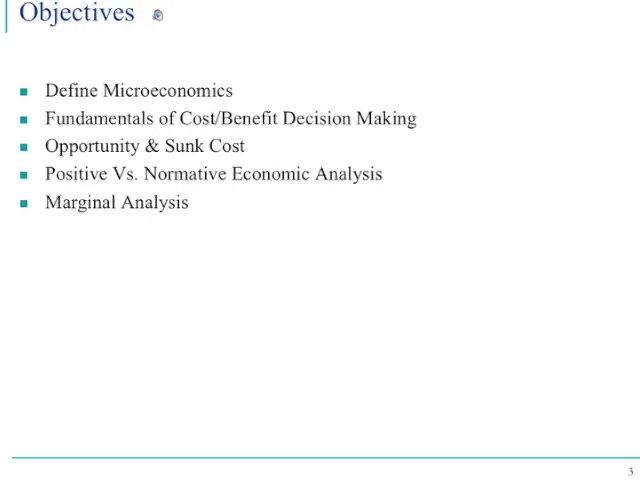 Objectives
Define Microeconomics
Fundamentals of Cost/Benefit Decision Making
Opportunity & Sunk Cost
Positive Vs. Normative Economic Analysis
Marginal Analysis
3